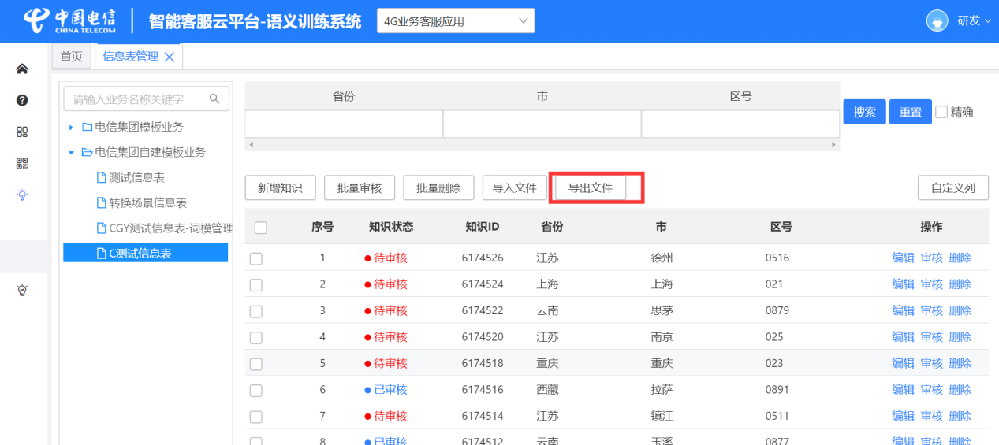 中国电信
CHINA TELECOM
智能客服云平台-语义训练系统
4G业务客服应用
研发
首页
信息表管理
请输入业务名称关键字
电信集团模板业务
电信集团自建模板业务
测试信息表
转换场景信息表
CGY测试信息表-词模管理
C测试信息表
省份 市 区号
搜索 重置 精确
新增知识 批量审核 批量删除 导入文件 导出文件 自定义列
序号 知识状态 知识ID 省份 市 区号 操作
1 待审核 6174526 江苏 徐州 0516 编辑 审核 删除
2 待审核 6174524 上海 上海 021 编辑 审核 删除
3 待审核 6174522 云南 思茅 0879 编辑 审核 删除
4 待审核 6174520 江苏 南京 025 编辑 审核 删除
5 待审核 6174518 重庆 重庆 023 编辑 审核 删除
6 已审核 6174516 西藏 拉萨 0891 编辑 审核 删除
7 待审核 6174514 江苏 镇江 0511 编辑 审核 删除
8 已审核 6174512 云南 玉溪 0877 编辑 审核 删除